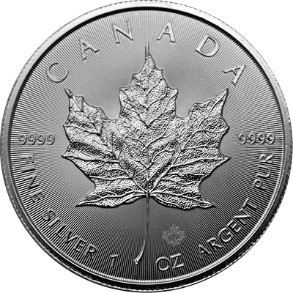 CANADA
9999 9999
FINE SILVER 1 OZ ARGENT PUR